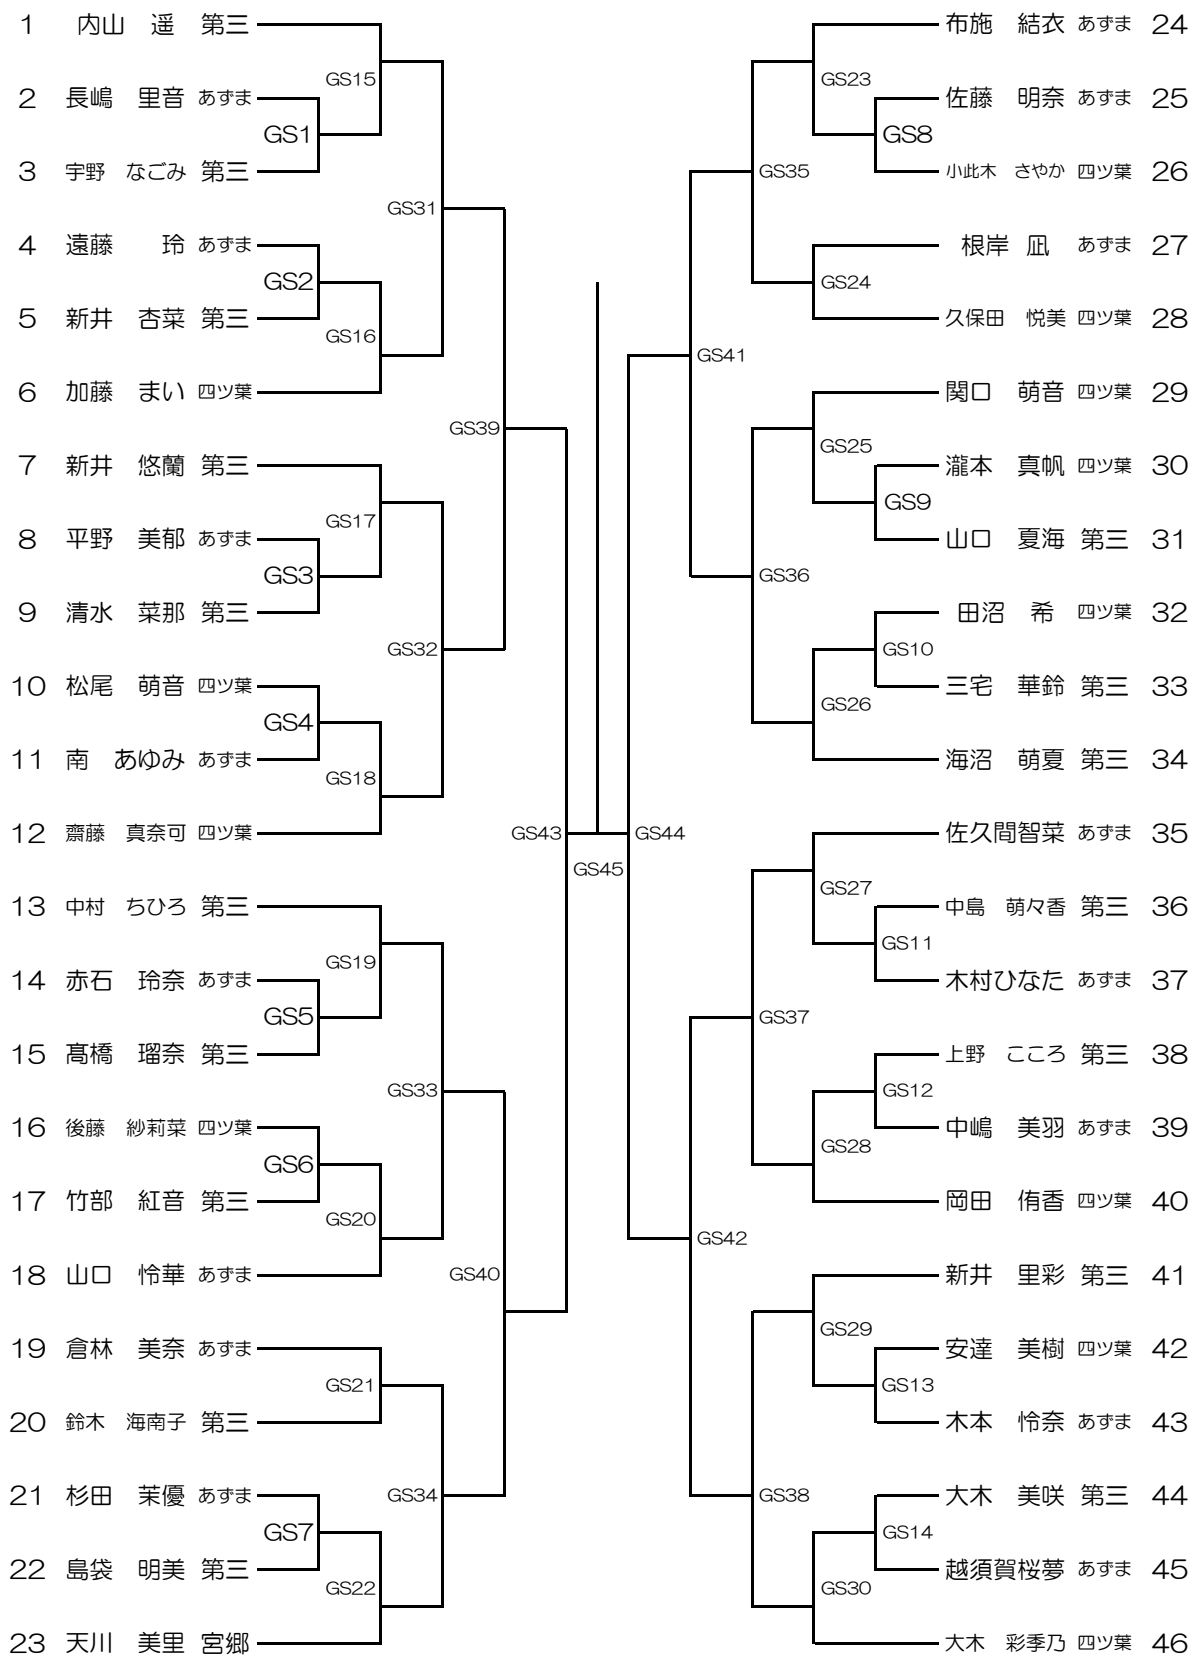 1 内山 遥 第三
GS15
2 長嶋 里音 あずま
GS1
3 宇野 なごみ 第三
GS31
4 遠藤 玲 あずま
GS2
5 新井 杏菜 第三
GS16
6 加藤 まい 四ツ葉
GS39
7 新井 悠蘭 第三
GS17
8 平野 美郁 あずま
GS3
9 清水 菜那 第三
GS32
10 松尾 萌音 四ツ葉
GS4
11 南 あゆみ あずま
GS18
12 齋藤 真奈可 四ツ葉
GS43
13 中村 ちひろ 第三
GS19
14 赤石 玲奈 あずま
GS5
15 髙橋 瑠奈 第三
GS33
16 後藤 紗莉菜 四ツ葉
GS6
17 竹部 紅音 第三
GS20
18 山口 怜華 あずま
GS40
19 倉林 美奈 あずま
GS21
20 鈴木 海南子 第三
21 杉田 茉優 あずま
GS34
GS7
22 島袋 明美 第三
GS22
23 天川 美里 宮郷
GS45
布施 結衣 あずま 24
GS23
佐藤 明奈 あずま 25
GS8
小此木 さやか 四ツ葉 26
GS35
根岸 凪 あずま 27
GS24
久保田 悦美 四ツ葉 28
GS41
関口 萌音 四ツ葉 29
GS25
瀧本 真帆 四ツ葉 30
GS9
山口 夏海 第三 31
GS36
田沼 希 四ツ葉 32
GS10
三宅 華鈴 第三 33
GS26
海沼 萌夏 第三 34
GS44
佐久間智菜 あずま 35
GS27
中島 萌々香 第三 36
GS11
木村ひなた あずま 37
GS37
上野 こころ 第三 38
GS12
中嶋 美羽 あずま 39
GS28
岡田 侑香 四ツ葉 40
GS42
新井 里彩 第三 41
GS29
安達 美樹 四ツ葉 42
GS13
木本 怜奈 あずま 43
GS38
大木 美咲 第三 44
GS14
越須賀桜夢 あずま 45
GS30
大木 彩季乃 四ツ葉 46